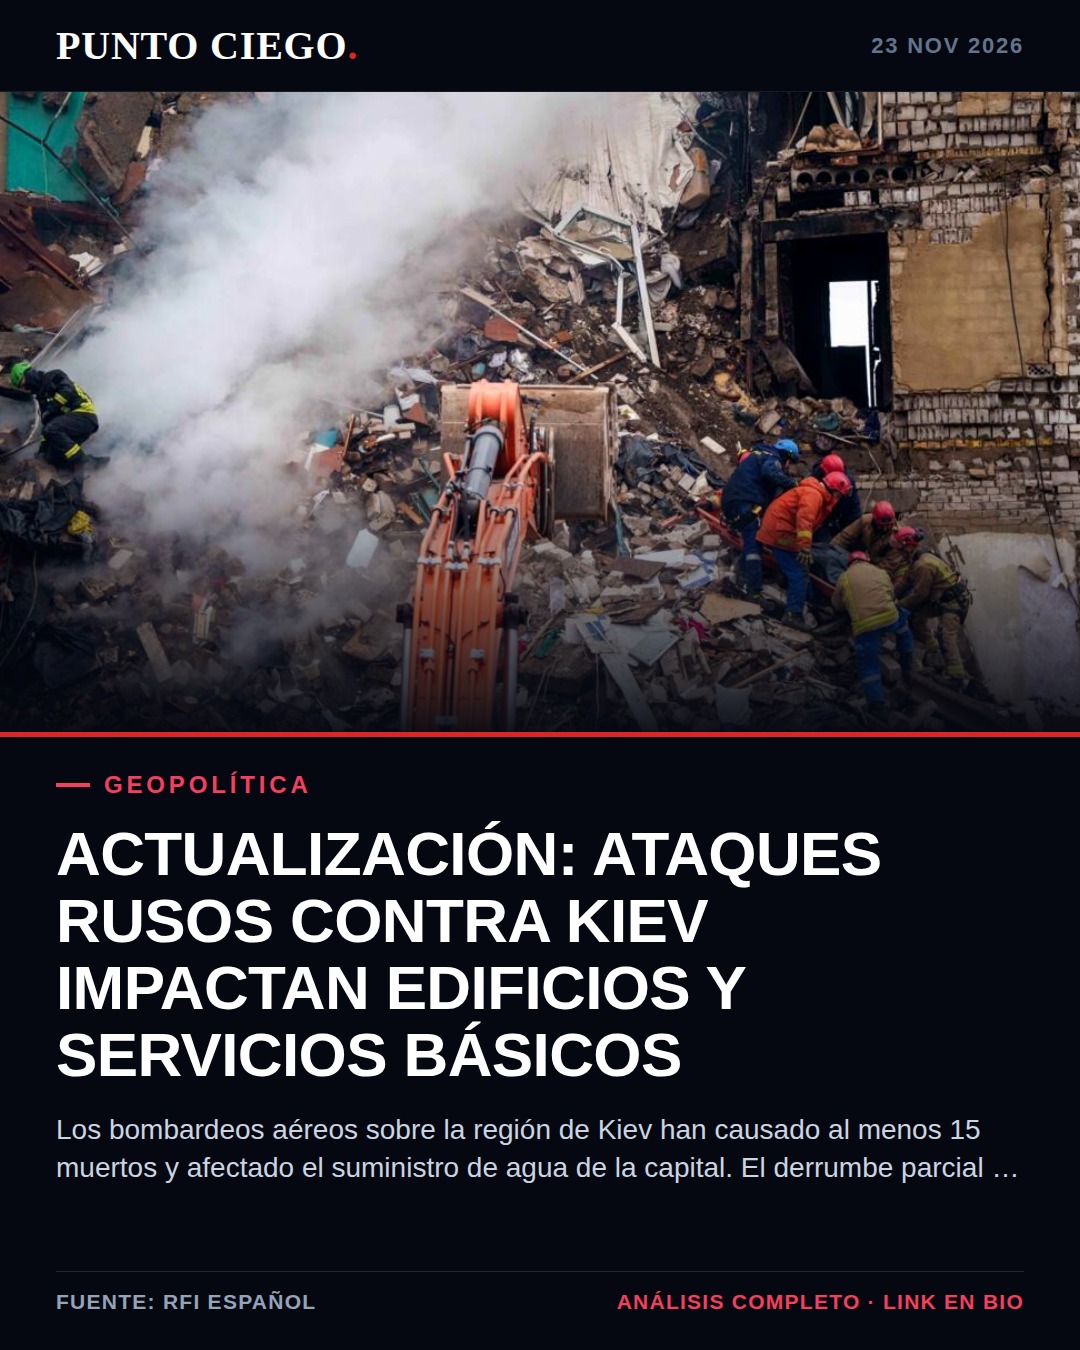 PUNTO CIEGO.
23 NOV 2026
GEOPOLÍTICA
ACTUALIZACIÓN: ATAQUES
RUSOS CONTRA KIEV
IMPACTAN EDIFICIOS Y
SERVICIOS BÁSICOS
Los bombardeos aéreos sobre la región de Kiev han causado al menos 15
muertos y afectado el suministro de agua de la capital. El derrumbe parcial …
FUENTE: RFI ESPAÑOL
ANÁLISIS COMPLETO · LINK EN BIO